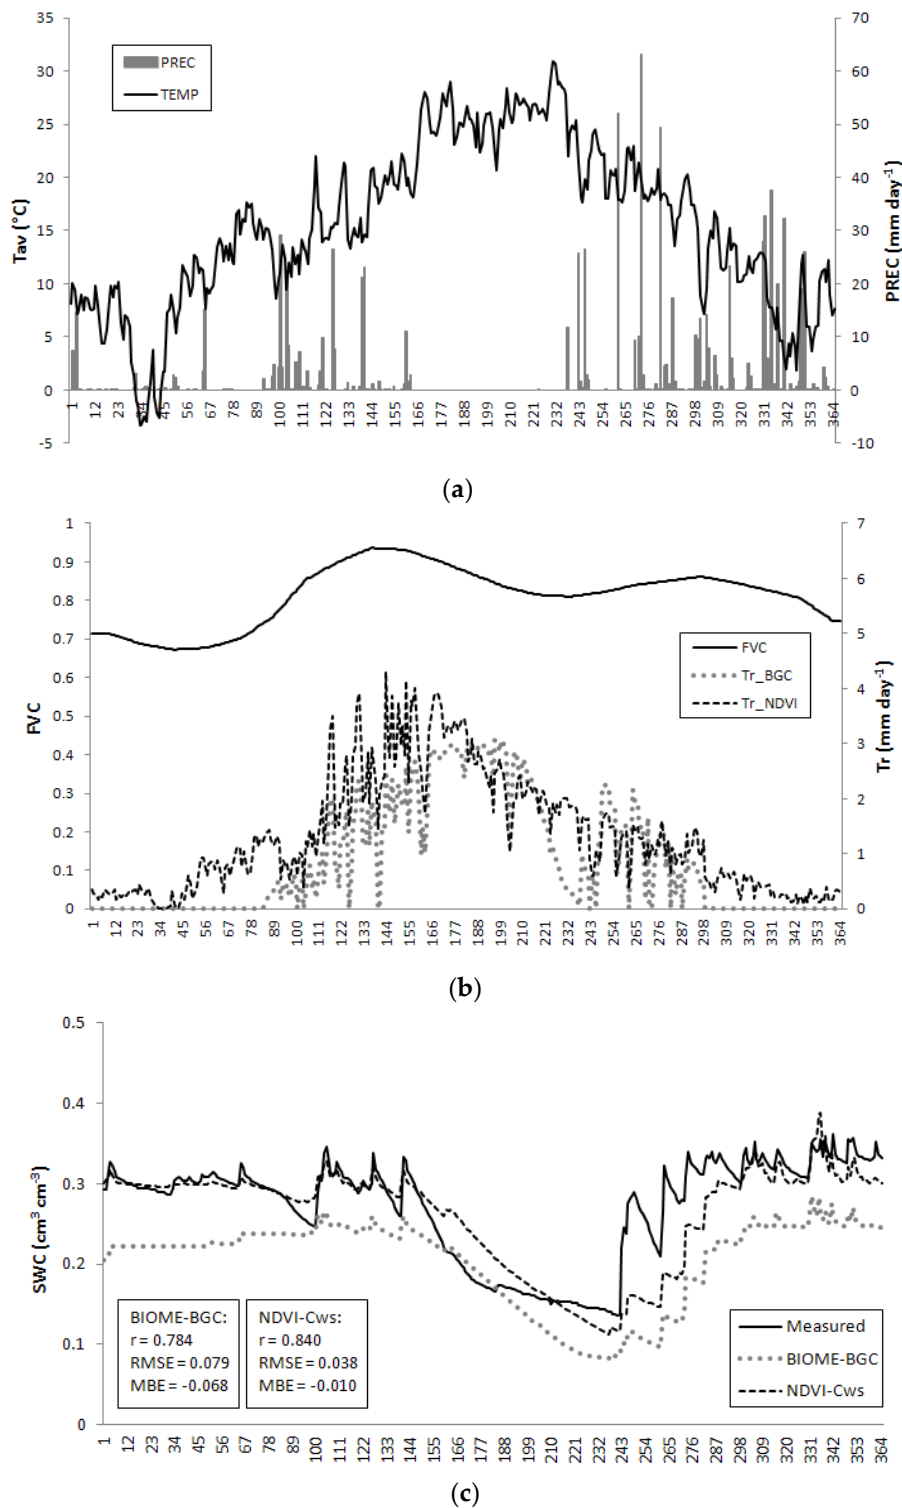 35
30
25
20
15
10
5
0
-5
Tav (°C)
PREC
TEMP
70
60
50
40
30
20
10
0
-10
PREC (mm day-1)
1 12 23 34 45 56 67 78 89 100 111 122 133 144 155 166 177 188 199 210 221 232 243 254 265 276 287 298 309 320 331 342 353 364
(a)
1
0.9
0.8
0.7
0.6
0.5
0.4
0.3
0.2
0.1
0
FVC
FVC
Tr_BGC
Tr_NDVI
7
6
5
4
3
2
1
0
Tr (mm day-1)
1 12 23 34 45 56 67 78 89 100 111 122 133 144 155 166 177 188 199 210 221 232 243 254 265 276 287 298 309 320 331 342 353 364
(b)
0.5
0.4
0.3
0.2
0.1
0
SWC (cm3 cm-3)
BIOME-BGC:
r = 0.784
RMSE = 0.079
MBE = -0.068
NDVI-Cws:
r = 0.840
RMSE = 0.038
MBE = -0.010
Measured
BIOME-BGC
NDVI-Cws
1 12 23 34 45 56 67 78 89 100 111 122 133 144 155 166 177 188 199 210 221 232 243 254 265 276 287 298 309 320 331 342 353 364
(c)